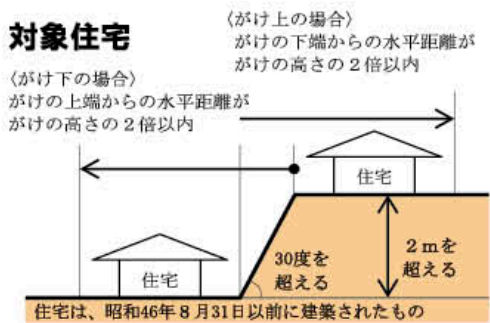 対象住宅
〈がけ上の場合〉
がけの下端からの水平距離が
がけの高さの２倍以内
〈がけ下の場合〉
がけの上端からの水平距離が
がけの高さの２倍以内
住宅
住宅
30度を
超える
２ｍを
超える
住宅は、昭和46年８月31日以前に建築されたもの